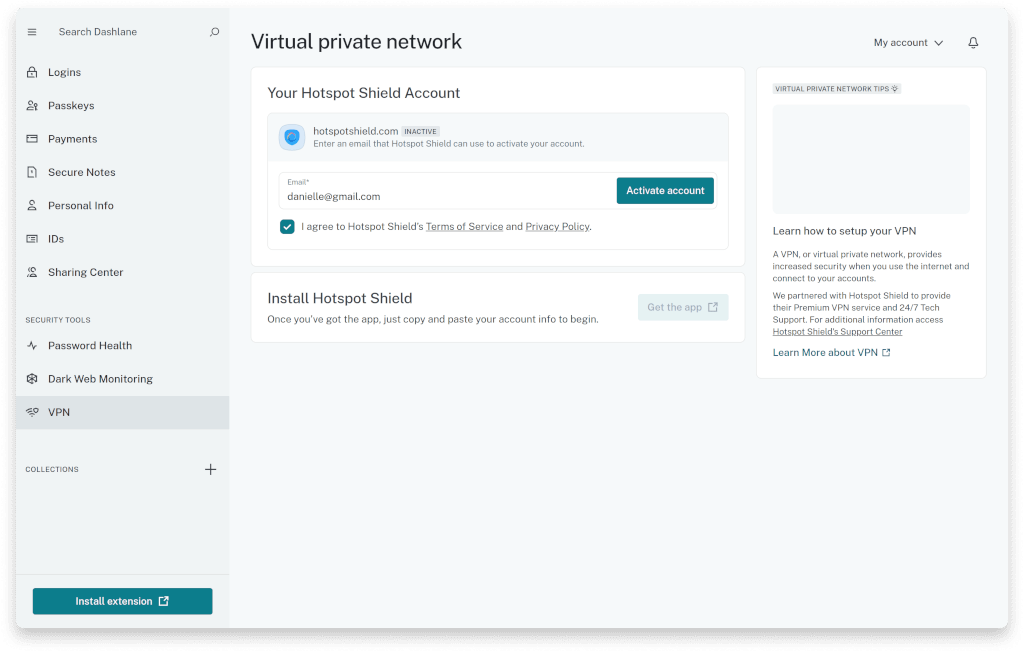 Search Dashlane
Logins
Passkeys
Payments
Secure Notes
Personal Info
IDs
Sharing Center
SECURITY TOOLS
Password Health
Dark Web Monitoring
VPN
COLLECTIONS
Install extension
Virtual private network
My account
Your Hotspot Shield Account
hotspotshield.com INACTIVE
Enter an email that Hotspot Shield can use to activate your account.
Email*
danielle@gmail.com
Activate account
I agree to Hotspot Shield's Terms of Service and Privacy Policy.
Install Hotspot Shield
Once you've got the app, just copy and paste your account info to begin.
Get the app
VIRTUAL PRIVATE NETWORK TIPS
Learn how to setup your VPN
A VPN, or virtual private network, provides
increased security when you use the internet and
connect to your accounts.
We partnered with Hotspot Shield to provide
their Premium VPN service and 24/7 Tech
Support. For additional information access
Hotspot Shield's Support Center
Learn More about VPN